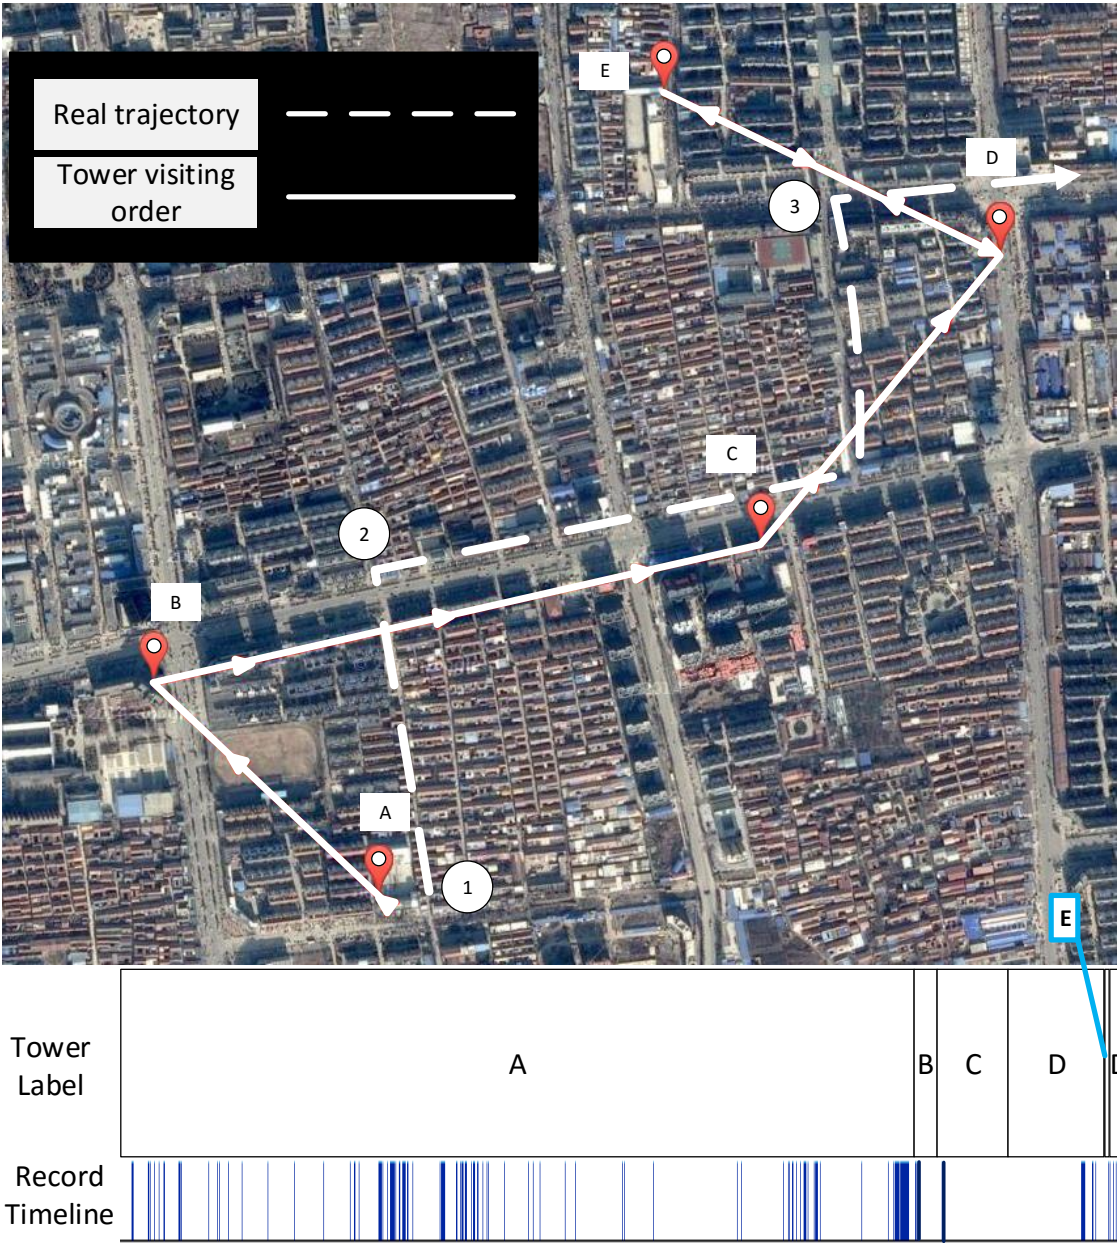 E
Real trajectory
D
Tower visiting
order
3
C
2
B
A
1
E
Tower
Label
A
B
C
D
Record
Timeline